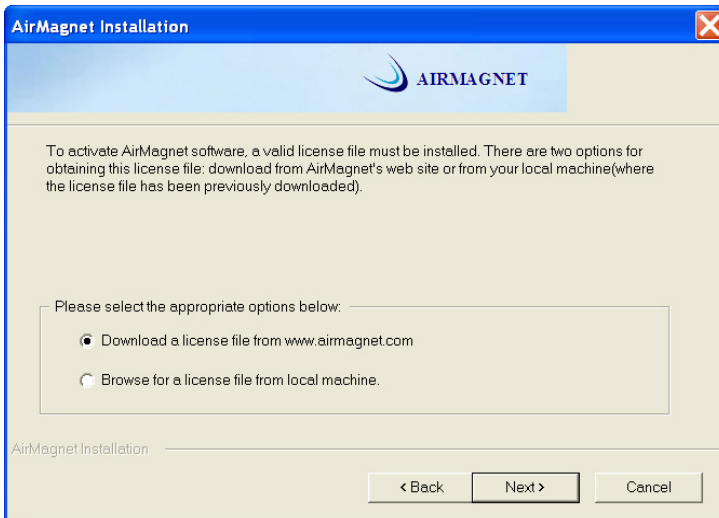 AirMagnet Installation
AIRMAGNET
To activate AirMagnet software, a valid license file must be installed. There are two options for
obtaining this license file: download from AirMagnet's web site or from your local machine(where
the license file has been previously downloaded).
Please select the appropriate options below:
Download a license file from www.airmagnet.com
Browse for a license file from local machine.
AirMagnet Installation
< Back Next > Cancel